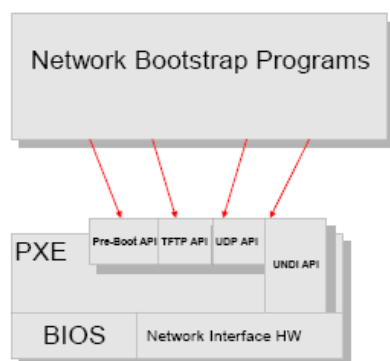 Network Bootstrap Programs
Pre-Boot API
TFTP API
UDP API
PXE
UNDI API
BIOS
Network Interface HW